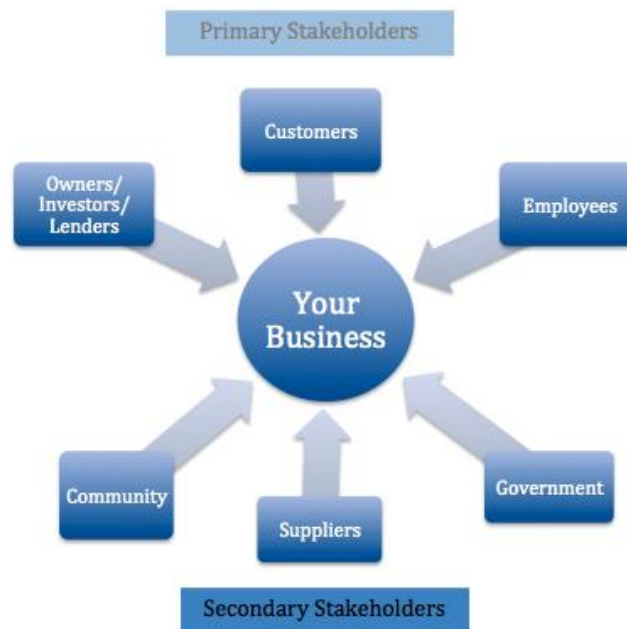 Primary Stakeholders
Customers
Owners/
Investors/
Lenders
Employees
Your
Business
Community
Suppliers
Government
Secondary Stakeholders